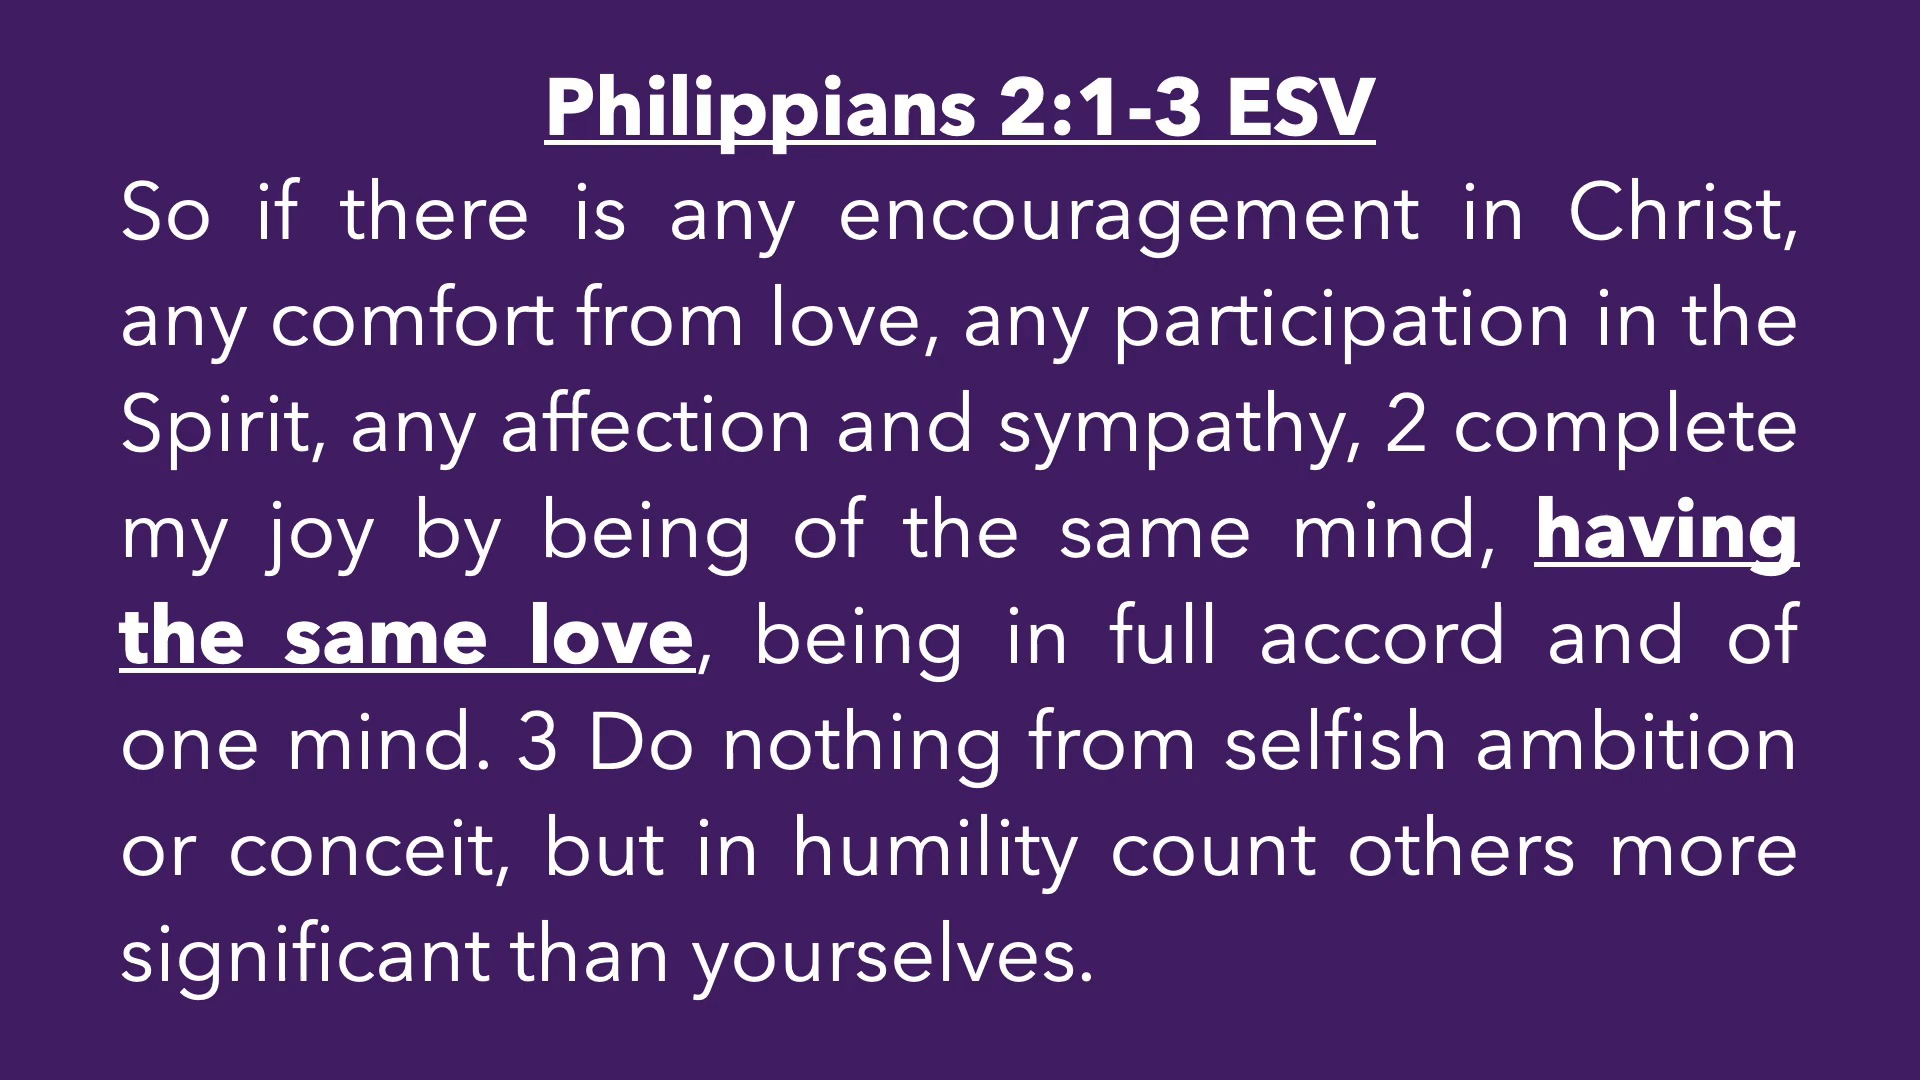 Philippians 2:1-3 ESV
So if there is any encouragement in Christ,
any comfort from love, any participation in the
Spirit, any affection and sympathy, 2 complete
my joy by being of the same mind, having
the same love, being in full accord and of
one mind. 3 Do nothing from selfish ambition
or conceit, but in humility count others more
significant than yourselves.